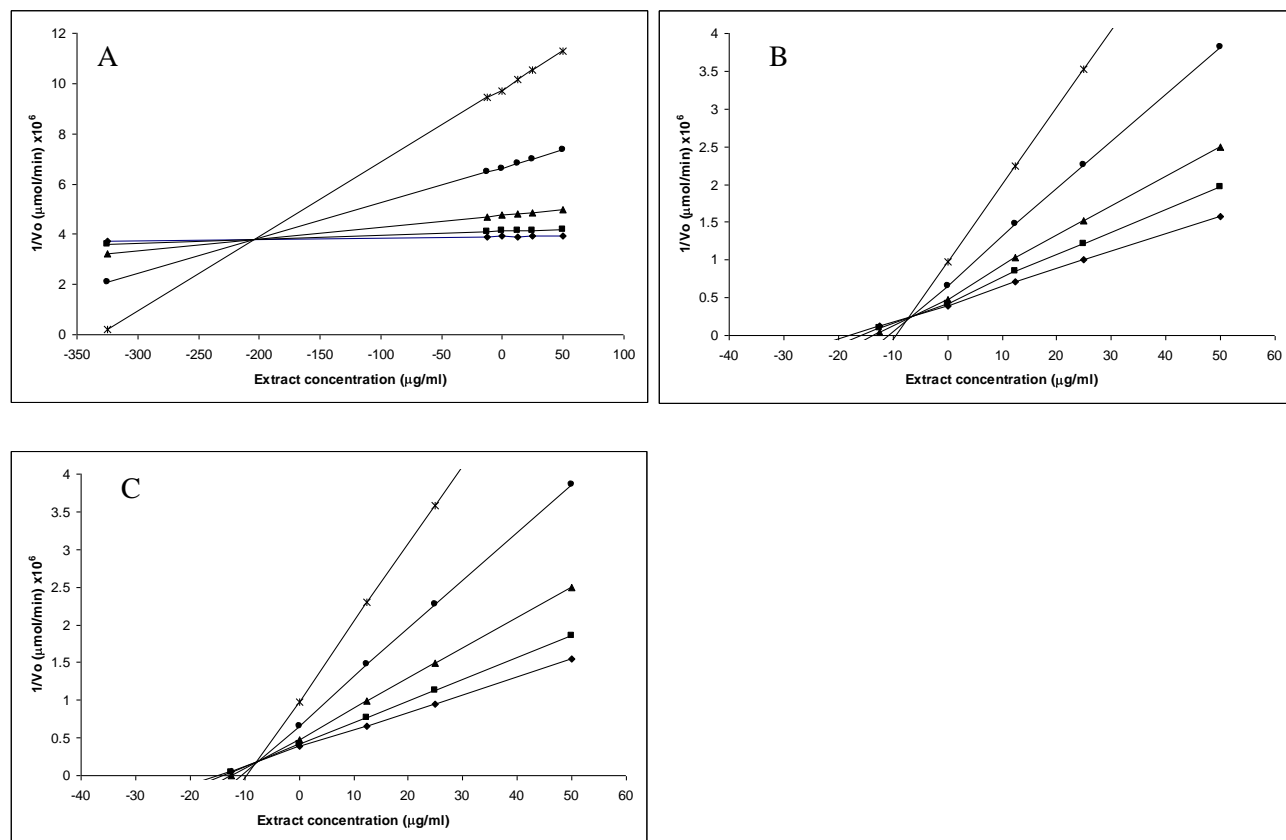 A
12
10
8
6
4
2
0
-350 -300 -250 -200 -150 -100 -50 0 50 100
1/Vo (μmol/min) x10⁶
Extract concentration (μg/ml)
B
4
3.5
3
2.5
2
1.5
1
0.5
0
-40 -30 -20 -10 0 10 20 30 40 50 60
1/Vo (μmol/min) x10⁶
Extract concentration (μg/ml)
C
4
3.5
3
2.5
2
1.5
1
0.5
0
-40 -30 -20 -10 0 10 20 30 40 50 60
1/Vo (μmol/min) x10⁶
Extract concentration (μg/ml)